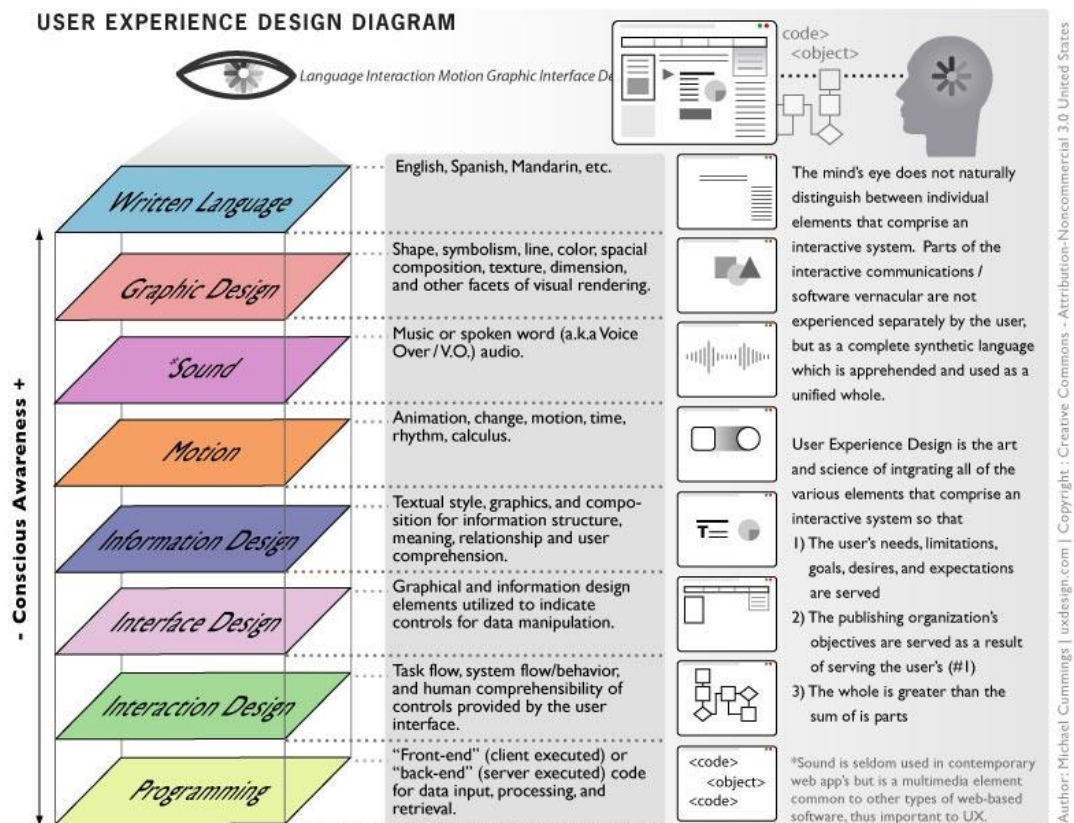 USER EXPERIENCE DESIGN DIAGRAM
Language Interaction Motion Graphic Interface De
code>
<object>
Written Language
English, Spanish, Mandarin, etc.
Graphic Design
Shape, symbolism, line, color, spacial
composition, texture, dimension,
and other facets of visual rendering.
*Sound
Music or spoken word (a.k.a Voice
Over / V.O.) audio.
Motion
Animation, change, motion, time,
rhythm, calculus.
Information Design
Textual style, graphics, and compo-
sition for information structure,
meaning, relationship and user
comprehension.
T
Interface Design
Graphical and information design
elements utilized to indicate
controls for data manipulation.
Interaction Design
Task flow, system flow/behavior,
and human comprehensibility of
controls provided by the user
interface.
Programming
“Front-end” (client executed) or
“back-end” (server executed) code
for data input, processing, and
retrieval.
<code>
<object>
<code>
- Conscious Awareness +
The mind's eye does not naturally
distinguish between individual
elements that comprise an
interactive system. Parts of the
interactive communications /
software vernacular are not
experienced separately by the user,
but as a complete synthetic language
which is apprehended and used as a
unified whole.
User Experience Design is the art
and science of intgrating all of the
various elements that comprise an
interactive system so that
1) The user's needs, limitations,
goals, desires, and expectations
are served
2) The publishing organization's
objectives are served as a result
of serving the user's (#1)
3) The whole is greater than the
sum of is parts
*Sound is seldom used in contemporary
web app's but is a multimedia element
common to other types of web-based
software, thus important to UX.
Author: Michael Cummings | uxdesign.com | Copyright : Creative Commons - Attribution-Noncommercial 3.0 United States